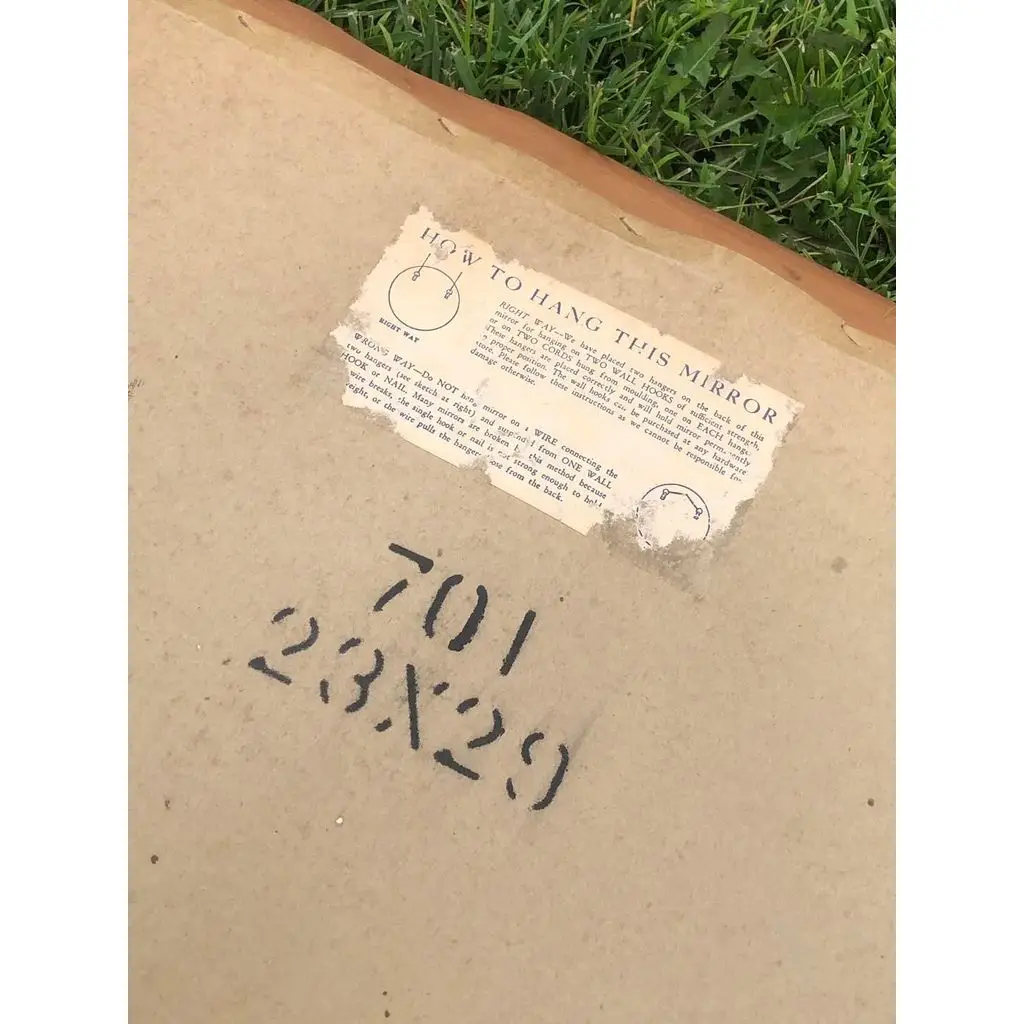 HOW TO HANG THIS MIRROR
RIGHT WAY
RIGHT WAY—We have placed two hangers on the back of this
mirror for hanging on TWO WALL HOOKS of sufficient strength,
or on TWO CORDS hung from moulding, one on EACH hanger.
These hangers are placed correctly and will hold mirror permanently
in proper position. The wall hooks can be purchased at any hardware
store. Please follow these instructions as we cannot be responsible for
damage otherwise.
WRONG WAY—Do NOT hang mirror on a WIRE connecting the
two hangers (see sketch at right) and suspended from ONE WALL
HOOK or NAIL. Many mirrors are broken by this method because
wire breaks, the single hook or nail is not strong enough to hold
weight, or the wire pulls the hanger loose from the back.
701
23X29